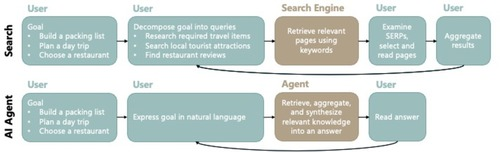 User
User
Search Engine
User
User
Search
Goal
• Build a packing list
• Plan a day trip
• Choose a restaurant
Decompose goal into queries
• Research required travel items
• Search local tourist attractions
• Find restaurant reviews
Retrieve relevant
pages using
keywords
Examine
SERPs,
select and
read pages
Aggregate
results
User
User
Agent
User
AI Agent
Goal
• Build a packing list
• Plan a day trip
• Choose a restaurant
Express goal in natural language
Retrieve, aggregate,
and synthesize
relevant knowledge
into an answer
Read answer